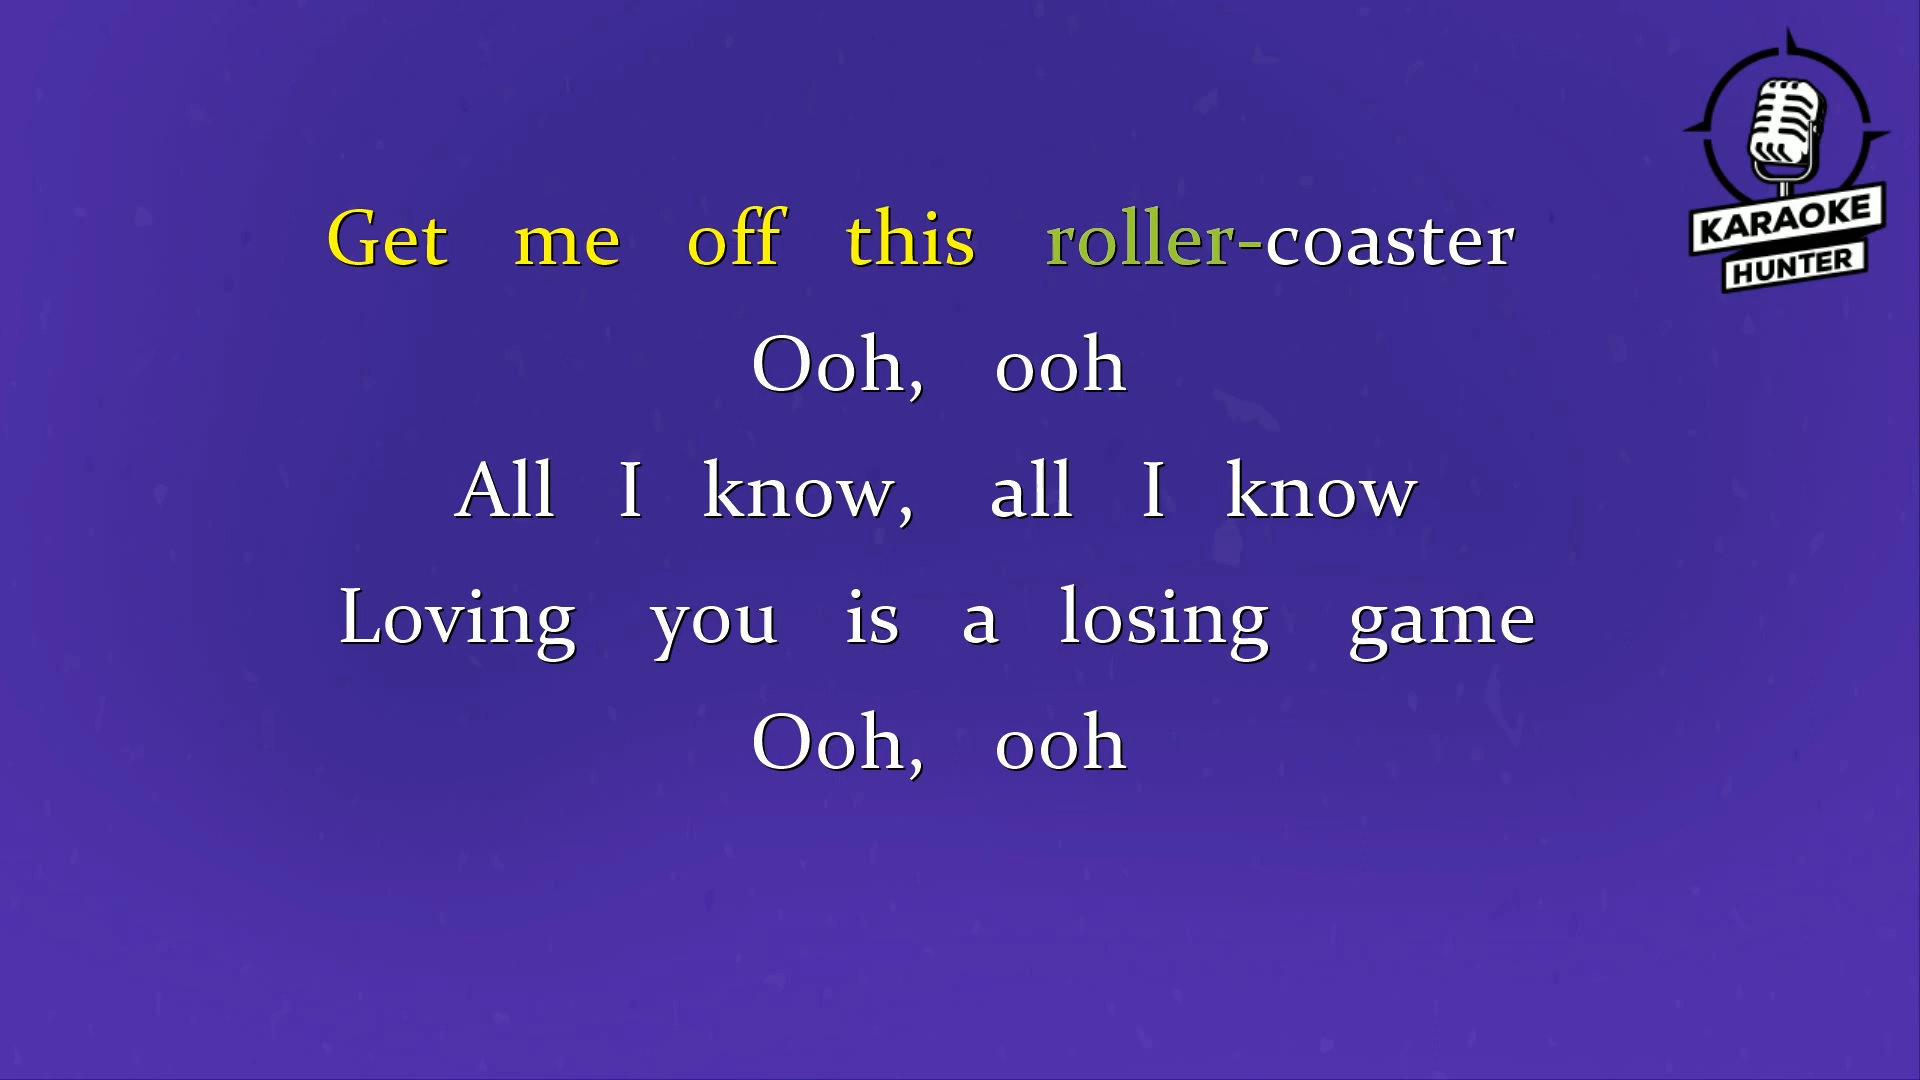 Get me off this roller-coaster
Ooh, ooh
All I know, all I know
Loving you is a losing game
Ooh, ooh
KARAOKE
HUNTER